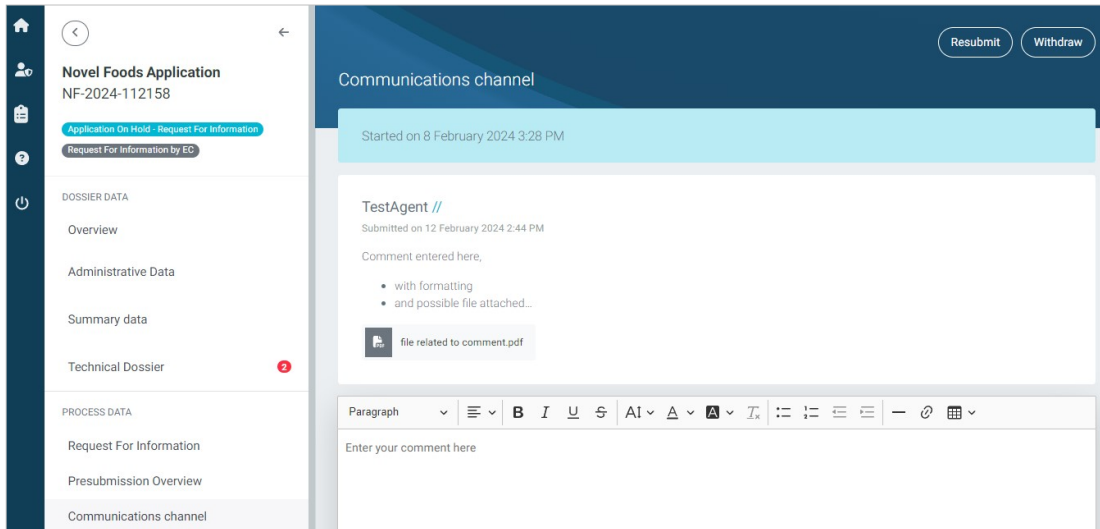 Novel Foods Application
NF-2024-112158
Application On Hold - Request For Information
Request For Information by EC
DOSSIER DATA
Overview
Administrative Data
Summary data
Technical Dossier 2
PROCESS DATA
Request For Information
Presubmission Overview
Communications channel
Resubmit Withdraw
Communications channel
Started on 8 February 2024 3:28 PM
TestAgent //
Submitted on 12 February 2024 2:44 PM
Comment entered here,
• with formatting
• and possible file attached...
PDF file related to comment.pdf
Paragraph B I U S AI A A Tx
Enter your comment here